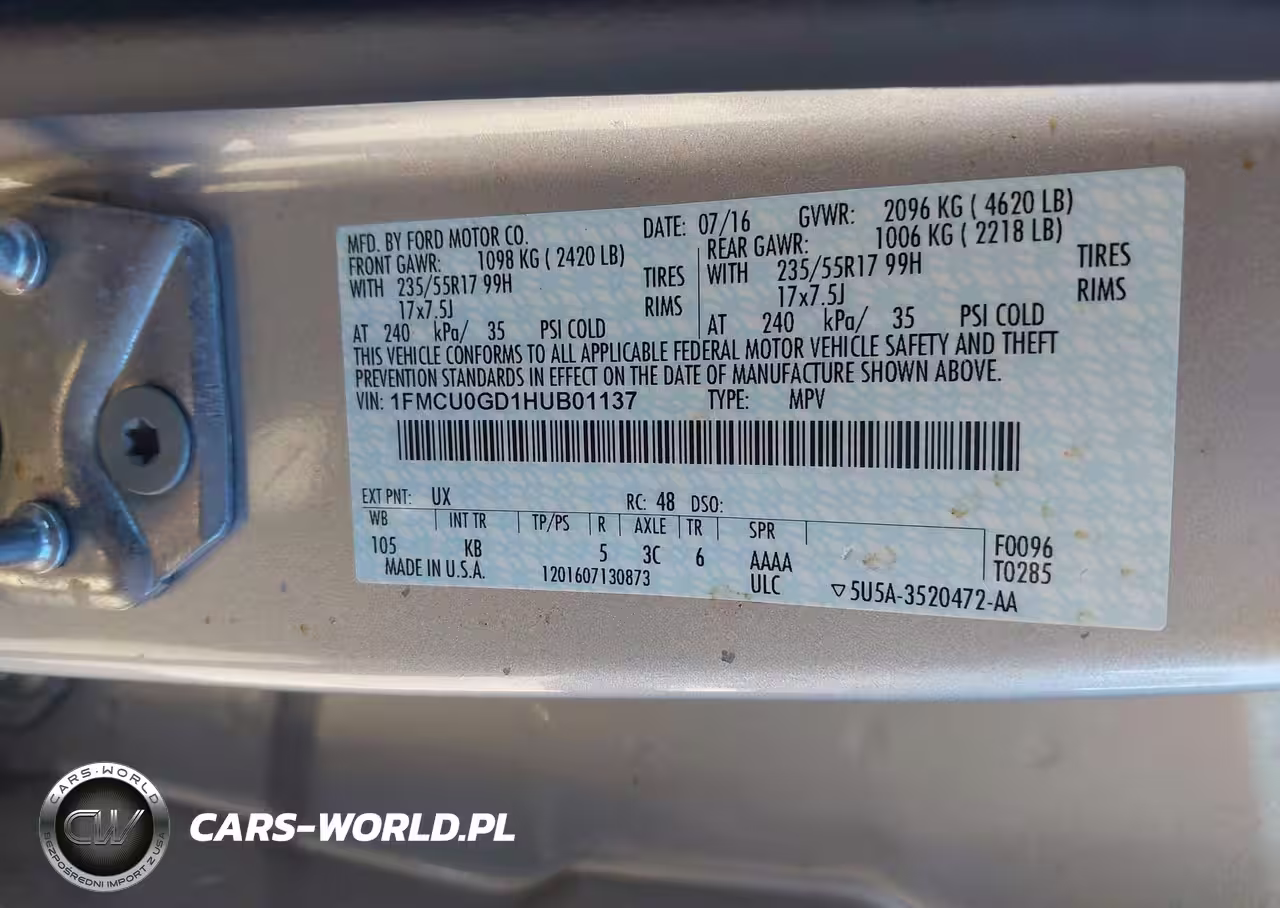 MFD. BY FORD MOTOR CO. DATE: 07/16 GVWR: 2096 KG ( 4620 LB)
FRONT GAWR: 1098 KG ( 2420 LB) REAR GAWR: 1006 KG ( 2218 LB)
WITH 235/55R17 99H TIRES WITH 235/55R17 99H TIRES
17x7.5J RIMS 17x7.5J RIMS
AT 240 kPa/ 35 PSI COLD AT 240 kPa/ 35 PSI COLD
THIS VEHICLE CONFORMS TO ALL APPLICABLE FEDERAL MOTOR VEHICLE SAFETY AND THEFT
PREVENTION STANDARDS IN EFFECT ON THE DATE OF MANUFACTURE SHOWN ABOVE.
VIN: 1FMCU0GD1HUB01137 TYPE: MPV
EXT PNT: UX RC: 48 DSO:
WB INT TR TP/PS R AXLE TR SPR
105 KB 5 3C 6 AAAA F0096
MADE IN U.S.A. 1201607130873 ULC T0285
▽5U5A-3520472-AA
CARS-WORLD
CW
BEZPOŚREDNI IMPORT Z USA
CARS-WORLD.PL